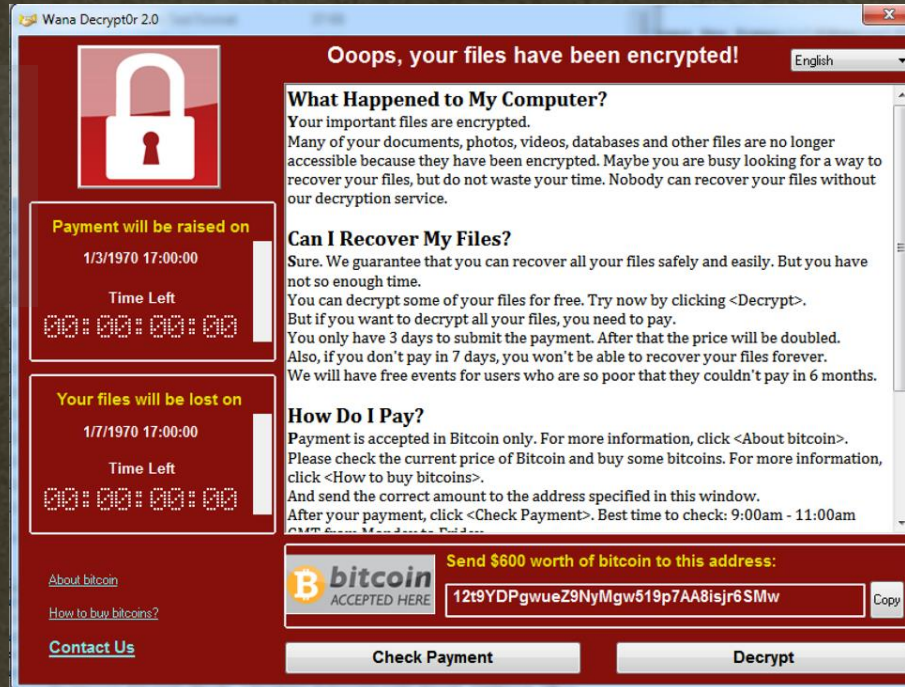 Wana Decrypt0r 2.0
Ooops, your files have been encrypted!
English
Payment will be raised on
1/3/1970 17:00:00
Time Left
00:00:00:00
Your files will be lost on
1/7/1970 17:00:00
Time Left
00:00:00:00
About bitcoin
How to buy bitcoins?
Contact Us
What Happened to My Computer?
Your important files are encrypted.
Many of your documents, photos, videos, databases and other files are no longer
accessible because they have been encrypted. Maybe you are busy looking for a way to
recover your files, but do not waste your time. Nobody can recover your files without
our decryption service.
Can I Recover My Files?
Sure. We guarantee that you can recover all your files safely and easily. But you have
not so enough time.
You can decrypt some of your files for free. Try now by clicking <Decrypt>.
But if you want to decrypt all your files, you need to pay.
You only have 3 days to submit the payment. After that the price will be doubled.
Also, if you don't pay in 7 days, you won't be able to recover your files forever.
We will have free events for users who are so poor that they couldn't pay in 6 months.
How Do I Pay?
Payment is accepted in Bitcoin only. For more information, click <About bitcoin>.
Please check the current price of Bitcoin and buy some bitcoins. For more information,
click <How to buy bitcoins>.
And send the correct amount to the address specified in this window.
After your payment, click <Check Payment>. Best time to check: 9:00am - 11:00am
GMT from Monday to Friday
bitcoin
ACCEPTED HERE
Send $600 worth of bitcoin to this address:
12t9YDPgwueZ9NyMgw519p7AA8isjr6SMw
Copy
Check Payment
Decrypt